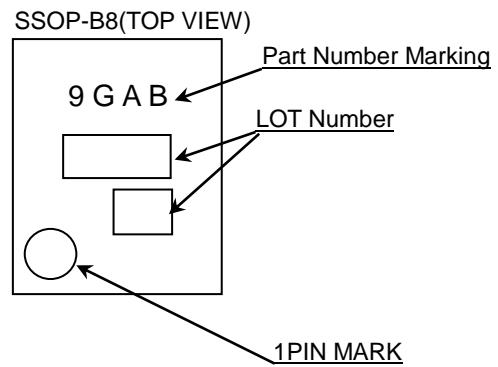 SSOP-B8(TOP VIEW)
Part Number Marking
9 G A B
LOT Number
1PIN MARK